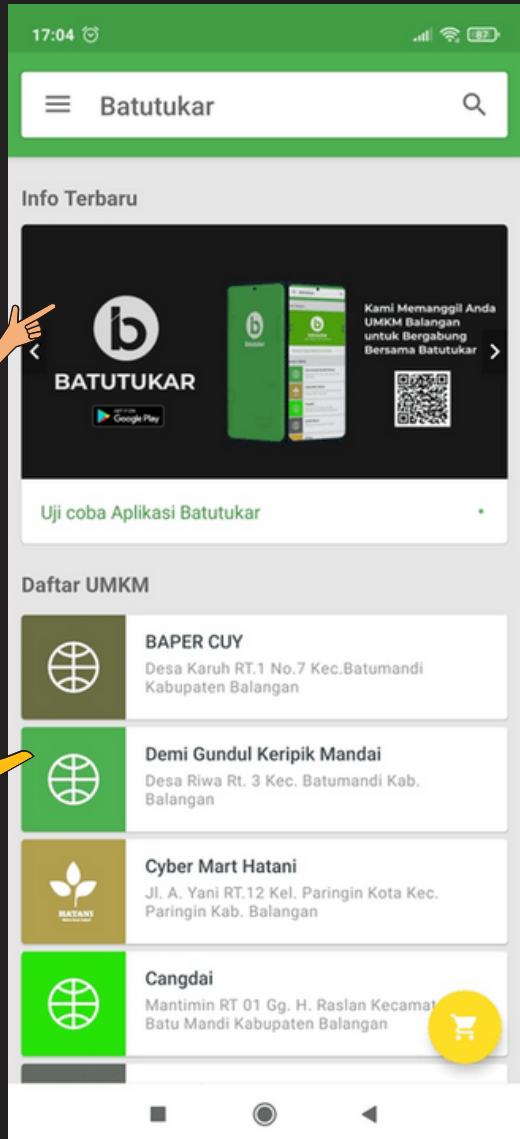 17:04
87
Batutukar
Info Terbaru
BATUTUKAR
GET IT ON
Google Play
Kami Memanggil Anda
UMKM Balangan
untuk Bergabung
Bersama Batutukar
Uji coba Aplikasi Batutukar
Daftar UMKM
BAPER CUY
Desa Karuh RT.1 No.7 Kec.Batumandi
Kabupaten Balangan
Demi Gundul Keripik Mandai
Desa Riwa Rt. 3 Kec. Batumandi Kab.
Balangan
Cyber Mart Hatani
Jl. A. Yani RT.12 Kel. Paringin Kota Kec.
Paringin Kab. Balangan
HATANI
Cangdai
Mantimin RT 01 Gg. H. Raslan Kecamat
Batu Mandi Kabupaten Balangan